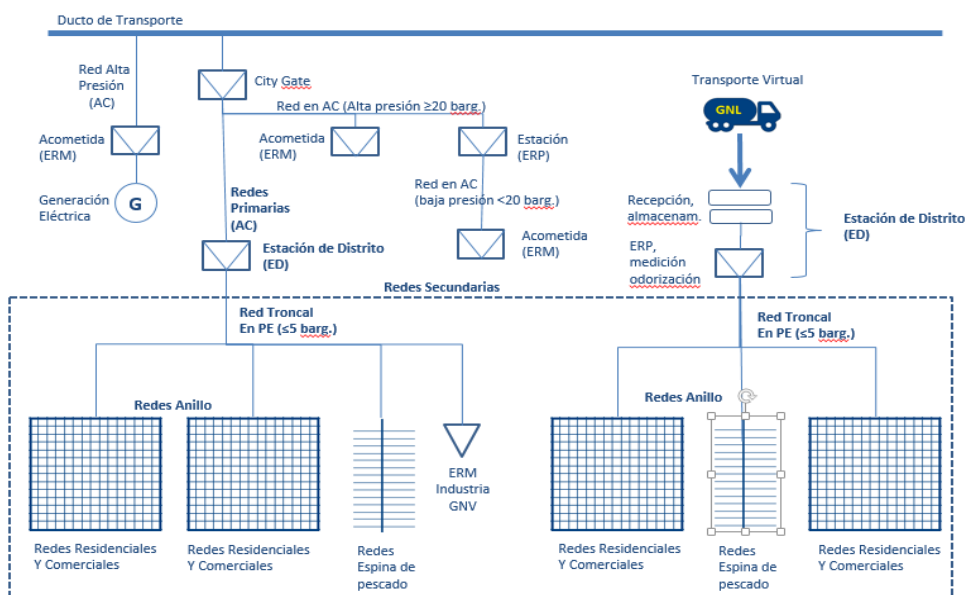 Ducto de Transporte
Red Alta
Presión
(AC)
City Gate
Transporte Virtual
GNL
Red en AC (Alta presión ≥20 barg.)
Acometida
(ERM)
Acometida
(ERM)
Estación
(ERP)
Generación
Eléctrica
G
Redes
Primarias
(AC)
Red en AC
(baja presión <20 barg.)
Recepción,
almacenam.
Estación de Distrito
(ED)
Estación de Distrito
(ED)
Acometida
(ERM)
ERP,
medición
odorización
Redes Secundarias
Red Troncal
En PE (≤5 barg.)
Red Troncal
En PE (≤5 barg.)
Redes Anillo
Redes Anillo
ERM
Industria
GNV
Redes Residenciales
Y Comerciales
Redes Residenciales
Y Comerciales
Redes
Espina de
pescado
Redes Residenciales
Y Comerciales
Redes
Espina de
pescado
Redes Residenciales
Y Comerciales